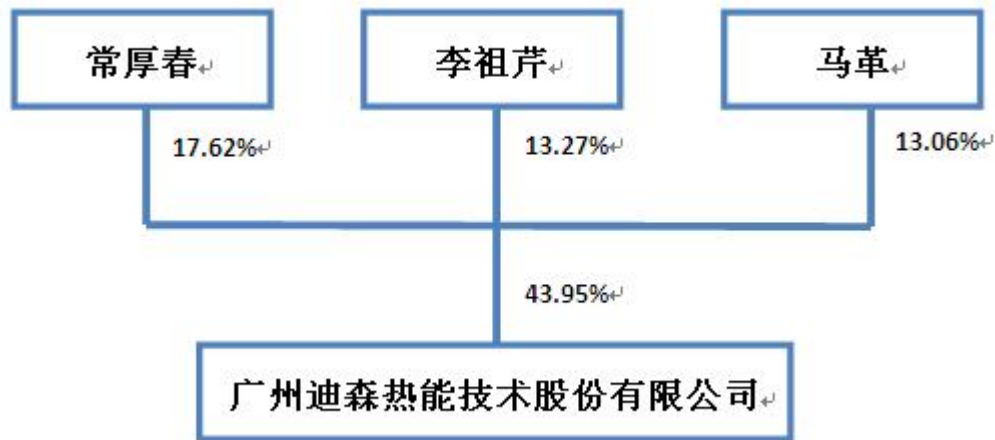 常厚春
李祖芹
马革
17.62%
13.27%
13.06%
43.95%
广州迪森热能技术股份有限公司